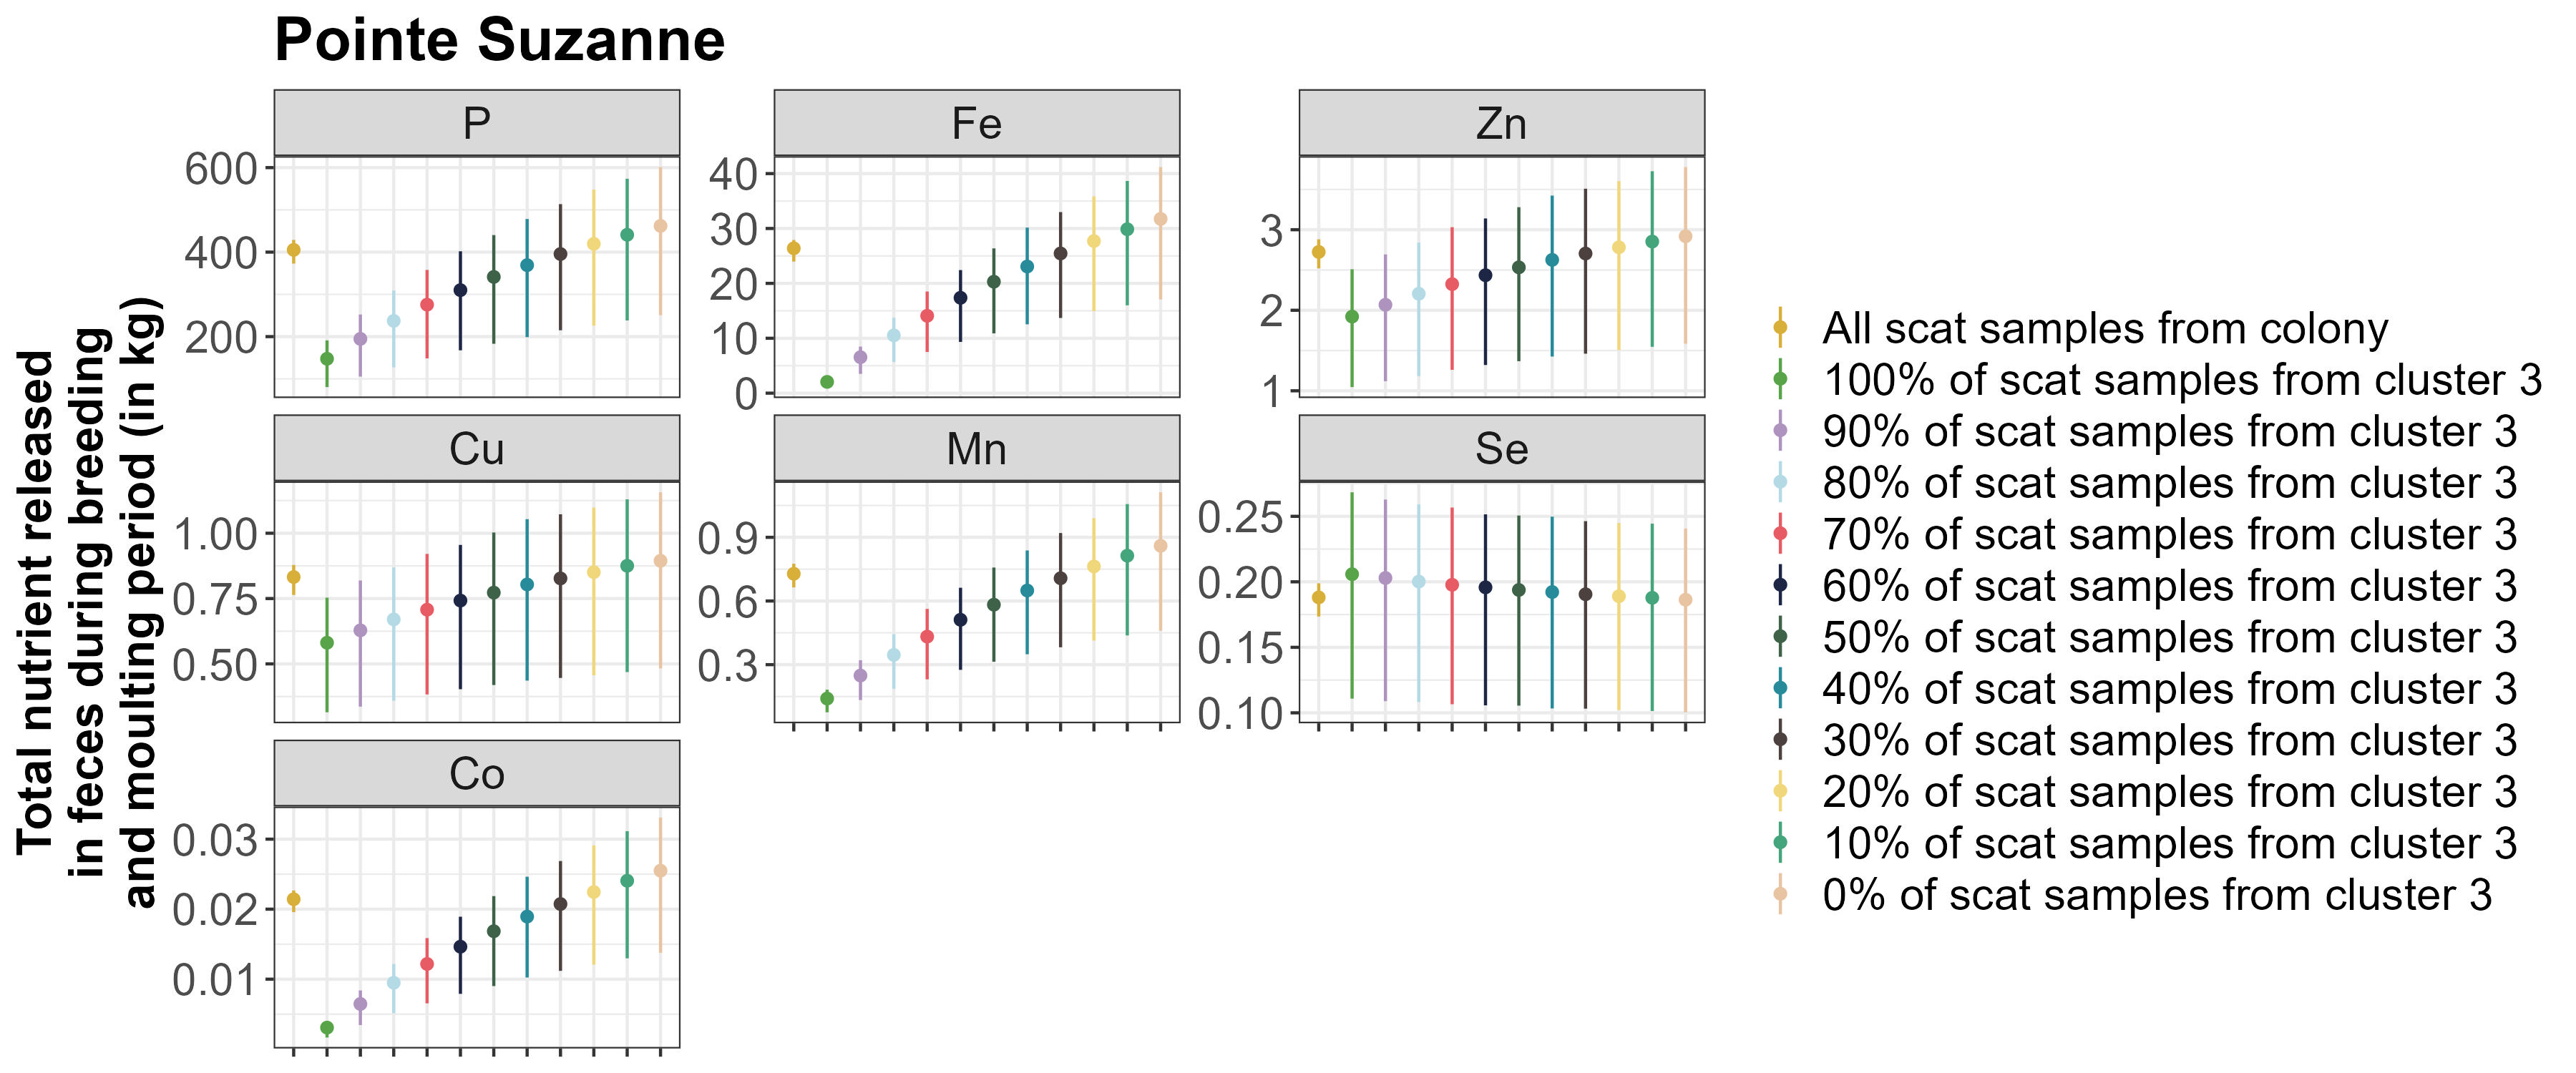 Pointe Suzanne
Total nutrient released
in feces during breeding
and moulting period (in kg)
P
600
400
200
Fe
40
30
20
10
0
Zn
3
2
1
Cu
1.00
0.75
0.50
Mn
0.9
0.6
0.3
Se
0.25
0.20
0.15
0.10
Co
0.03
0.02
0.01
All scat samples from colony
100% of scat samples from cluster 3
90% of scat samples from cluster 3
80% of scat samples from cluster 3
70% of scat samples from cluster 3
60% of scat samples from cluster 3
50% of scat samples from cluster 3
40% of scat samples from cluster 3
30% of scat samples from cluster 3
20% of scat samples from cluster 3
10% of scat samples from cluster 3
0% of scat samples from cluster 3